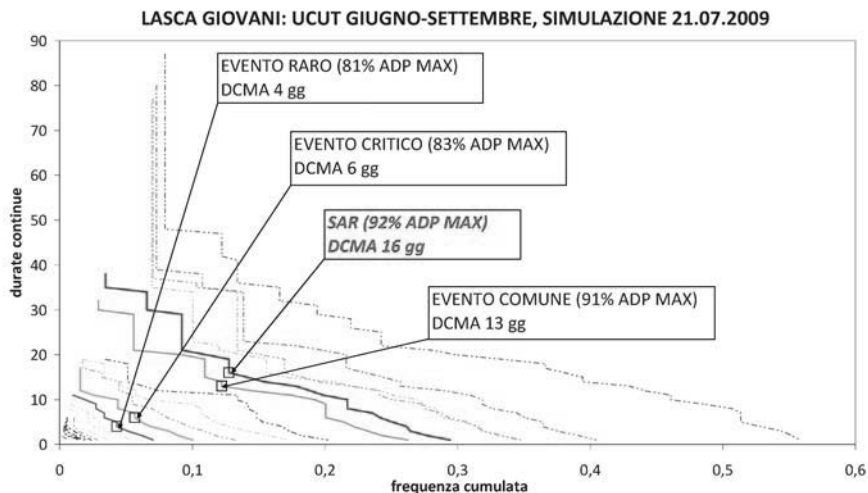 LASCA GIOVANI: UCUT GIUGNO-SETTEMBRE, SIMULAZIONE 21.07.2009
90
80
70
60
50
40
30
20
10
0
durate continue
EVENTO RARO (81% ADP MAX)
DCMA 4 gg
EVENTO CRITICO (83% ADP MAX)
DCMA 6 gg
SAR (92% ADP MAX)
DCMA 16 gg
EVENTO COMUNE (91% ADP MAX)
DCMA 13 gg
0 0,1 0,2 0,3 0,4 0,5 0,6
frequenza cumulata